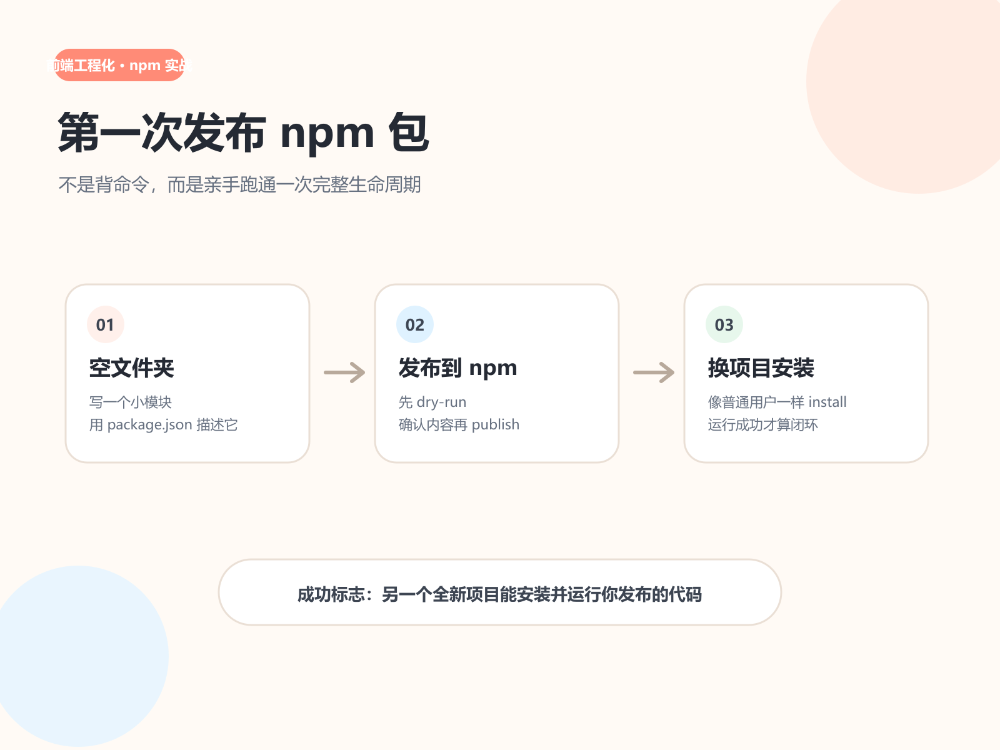 前端工程化 · npm 实战
第一次发布 npm 包
不是背命令，而是亲手跑通一次完整生命周期
01
空文件夹
写一个小模块
用 package.json 描述它
02
发布到 npm
先 dry-run
确认内容再 publish
03
换项目安装
像普通用户一样 install
运行成功才算闭环
成功标志：另一个全新项目能安装并运行你发布的代码